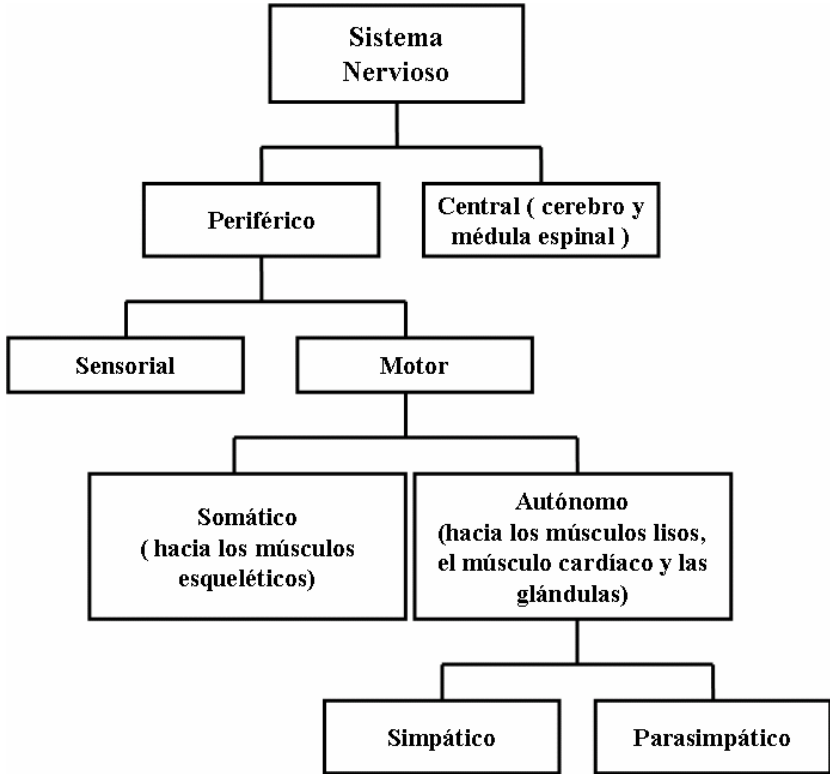 Sistema
Nervioso
Periférico
Central ( cerebro y
médula espinal )
Sensorial
Motor
Somático
( hacia los músculos
esqueléticos)
Autónomo
(hacia los músculos lisos,
el músculo cardíaco y las
glándulas)
Simpático
Parasimpático